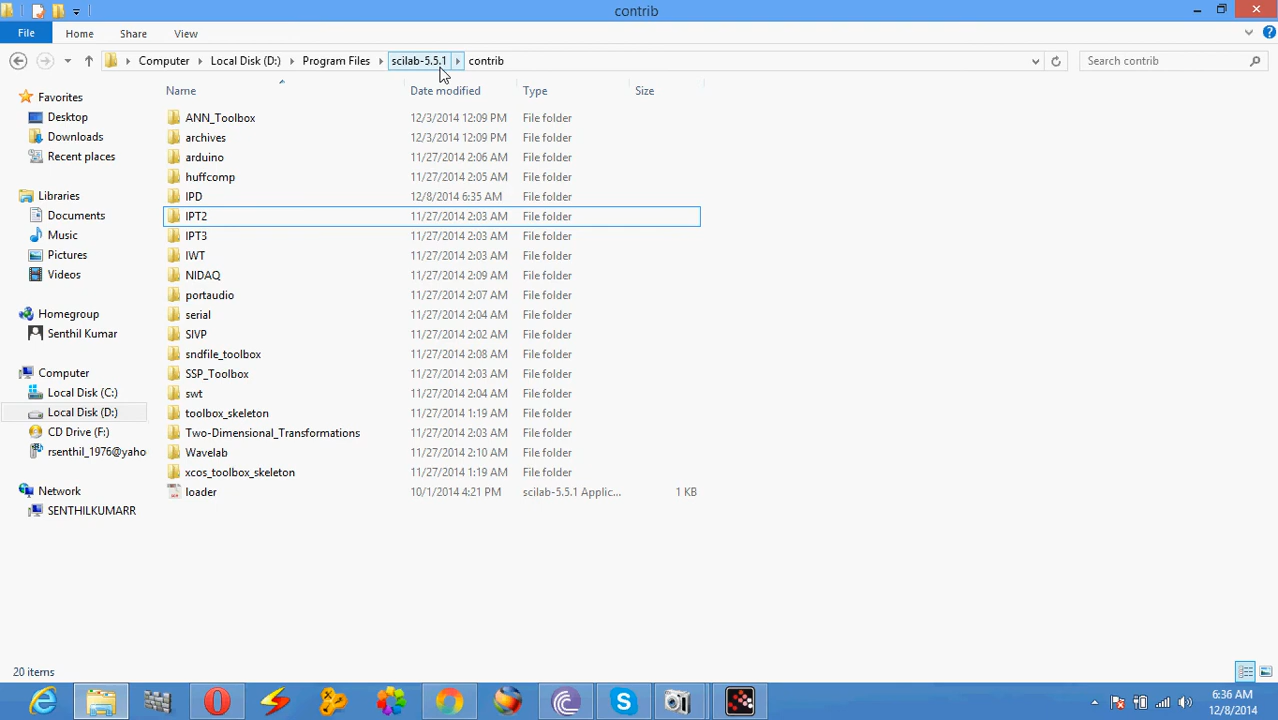 contrib
File Home Share View
Computer Local Disk (D:) Program Files scilab-5.5.1 contrib Search contrib
Name Date modified Type Size
Favorites
Desktop
Downloads
Recent places
Libraries
Documents
Music
Pictures
Videos
Homegroup
Senthil Kumar
Computer
Local Disk (C:)
Local Disk (D:)
CD Drive (F:)
rsenthil_1976@yaho
Network
SENTHILKUMARR
ANN_Toolbox 12/3/2014 12:09 PM File folder
archives 12/3/2014 12:09 PM File folder
arduino 11/27/2014 2:06 AM File folder
huffcomp 11/27/2014 2:05 AM File folder
IPD 12/8/2014 6:35 AM File folder
IPT2 11/27/2014 2:03 AM File folder
IPT3 11/27/2014 2:03 AM File folder
IWT 11/27/2014 2:03 AM File folder
NIDAQ 11/27/2014 2:09 AM File folder
portaudio 11/27/2014 2:07 AM File folder
serial 11/27/2014 2:04 AM File folder
SIVP 11/27/2014 2:02 AM File folder
sndfile_toolbox 11/27/2014 2:08 AM File folder
SSP_Toolbox 11/27/2014 2:03 AM File folder
swt 11/27/2014 2:04 AM File folder
toolbox_skeleton 11/27/2014 1:19 AM File folder
Two-Dimensional_Transformations 11/27/2014 2:03 AM File folder
Wavelab 11/27/2014 2:10 AM File folder
xcos_toolbox_skeleton 11/27/2014 1:19 AM File folder
loader 10/1/2014 4:21 PM scilab-5.5.1 Applic... 1 KB
20 items
6:36 AM
12/8/2014